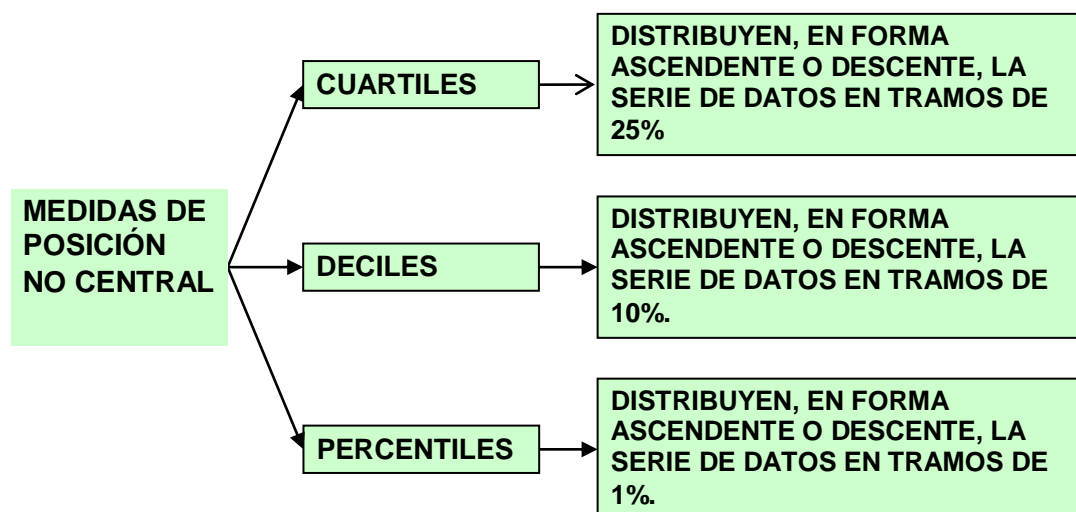 MEDIDAS DE
POSICIÓN
NO CENTRAL
CUARTILES
DISTRIBUYEN, EN FORMA
ASCENDENTE O DESCENTE, LA
SERIE DE DATOS EN TRAMOS DE
25%
DECILES
DISTRIBUYEN, EN FORMA
ASCENDENTE O DESCENTE, LA
SERIE DE DATOS EN TRAMOS DE
10%.
PERCENTILES
DISTRIBUYEN, EN FORMA
ASCENDENTE O DESCENTE, LA
SERIE DE DATOS EN TRAMOS DE
1%.